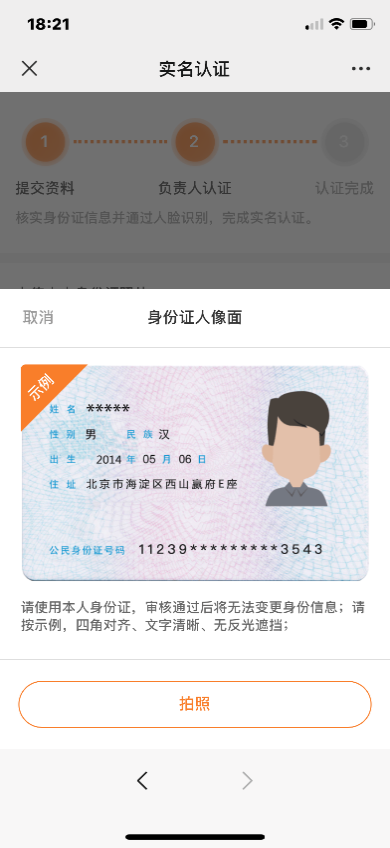 18:21
实名认证
1
2
3
提交资料
负责人认证
认证完成
核实身份证信息并通过人脸识别，完成实名认证。
取消
身份证人像面
示例
姓名 *****
性别 男 民族 汉
出生 2014 年 05 月 06 日
住址 北京市海淀区西山赢府E座
公民身份证号码 11239*********3543
请使用本人身份证，审核通过后将无法变更身份信息；请
按示例，四角对齐、文字清晰、无反光遮挡；
拍照